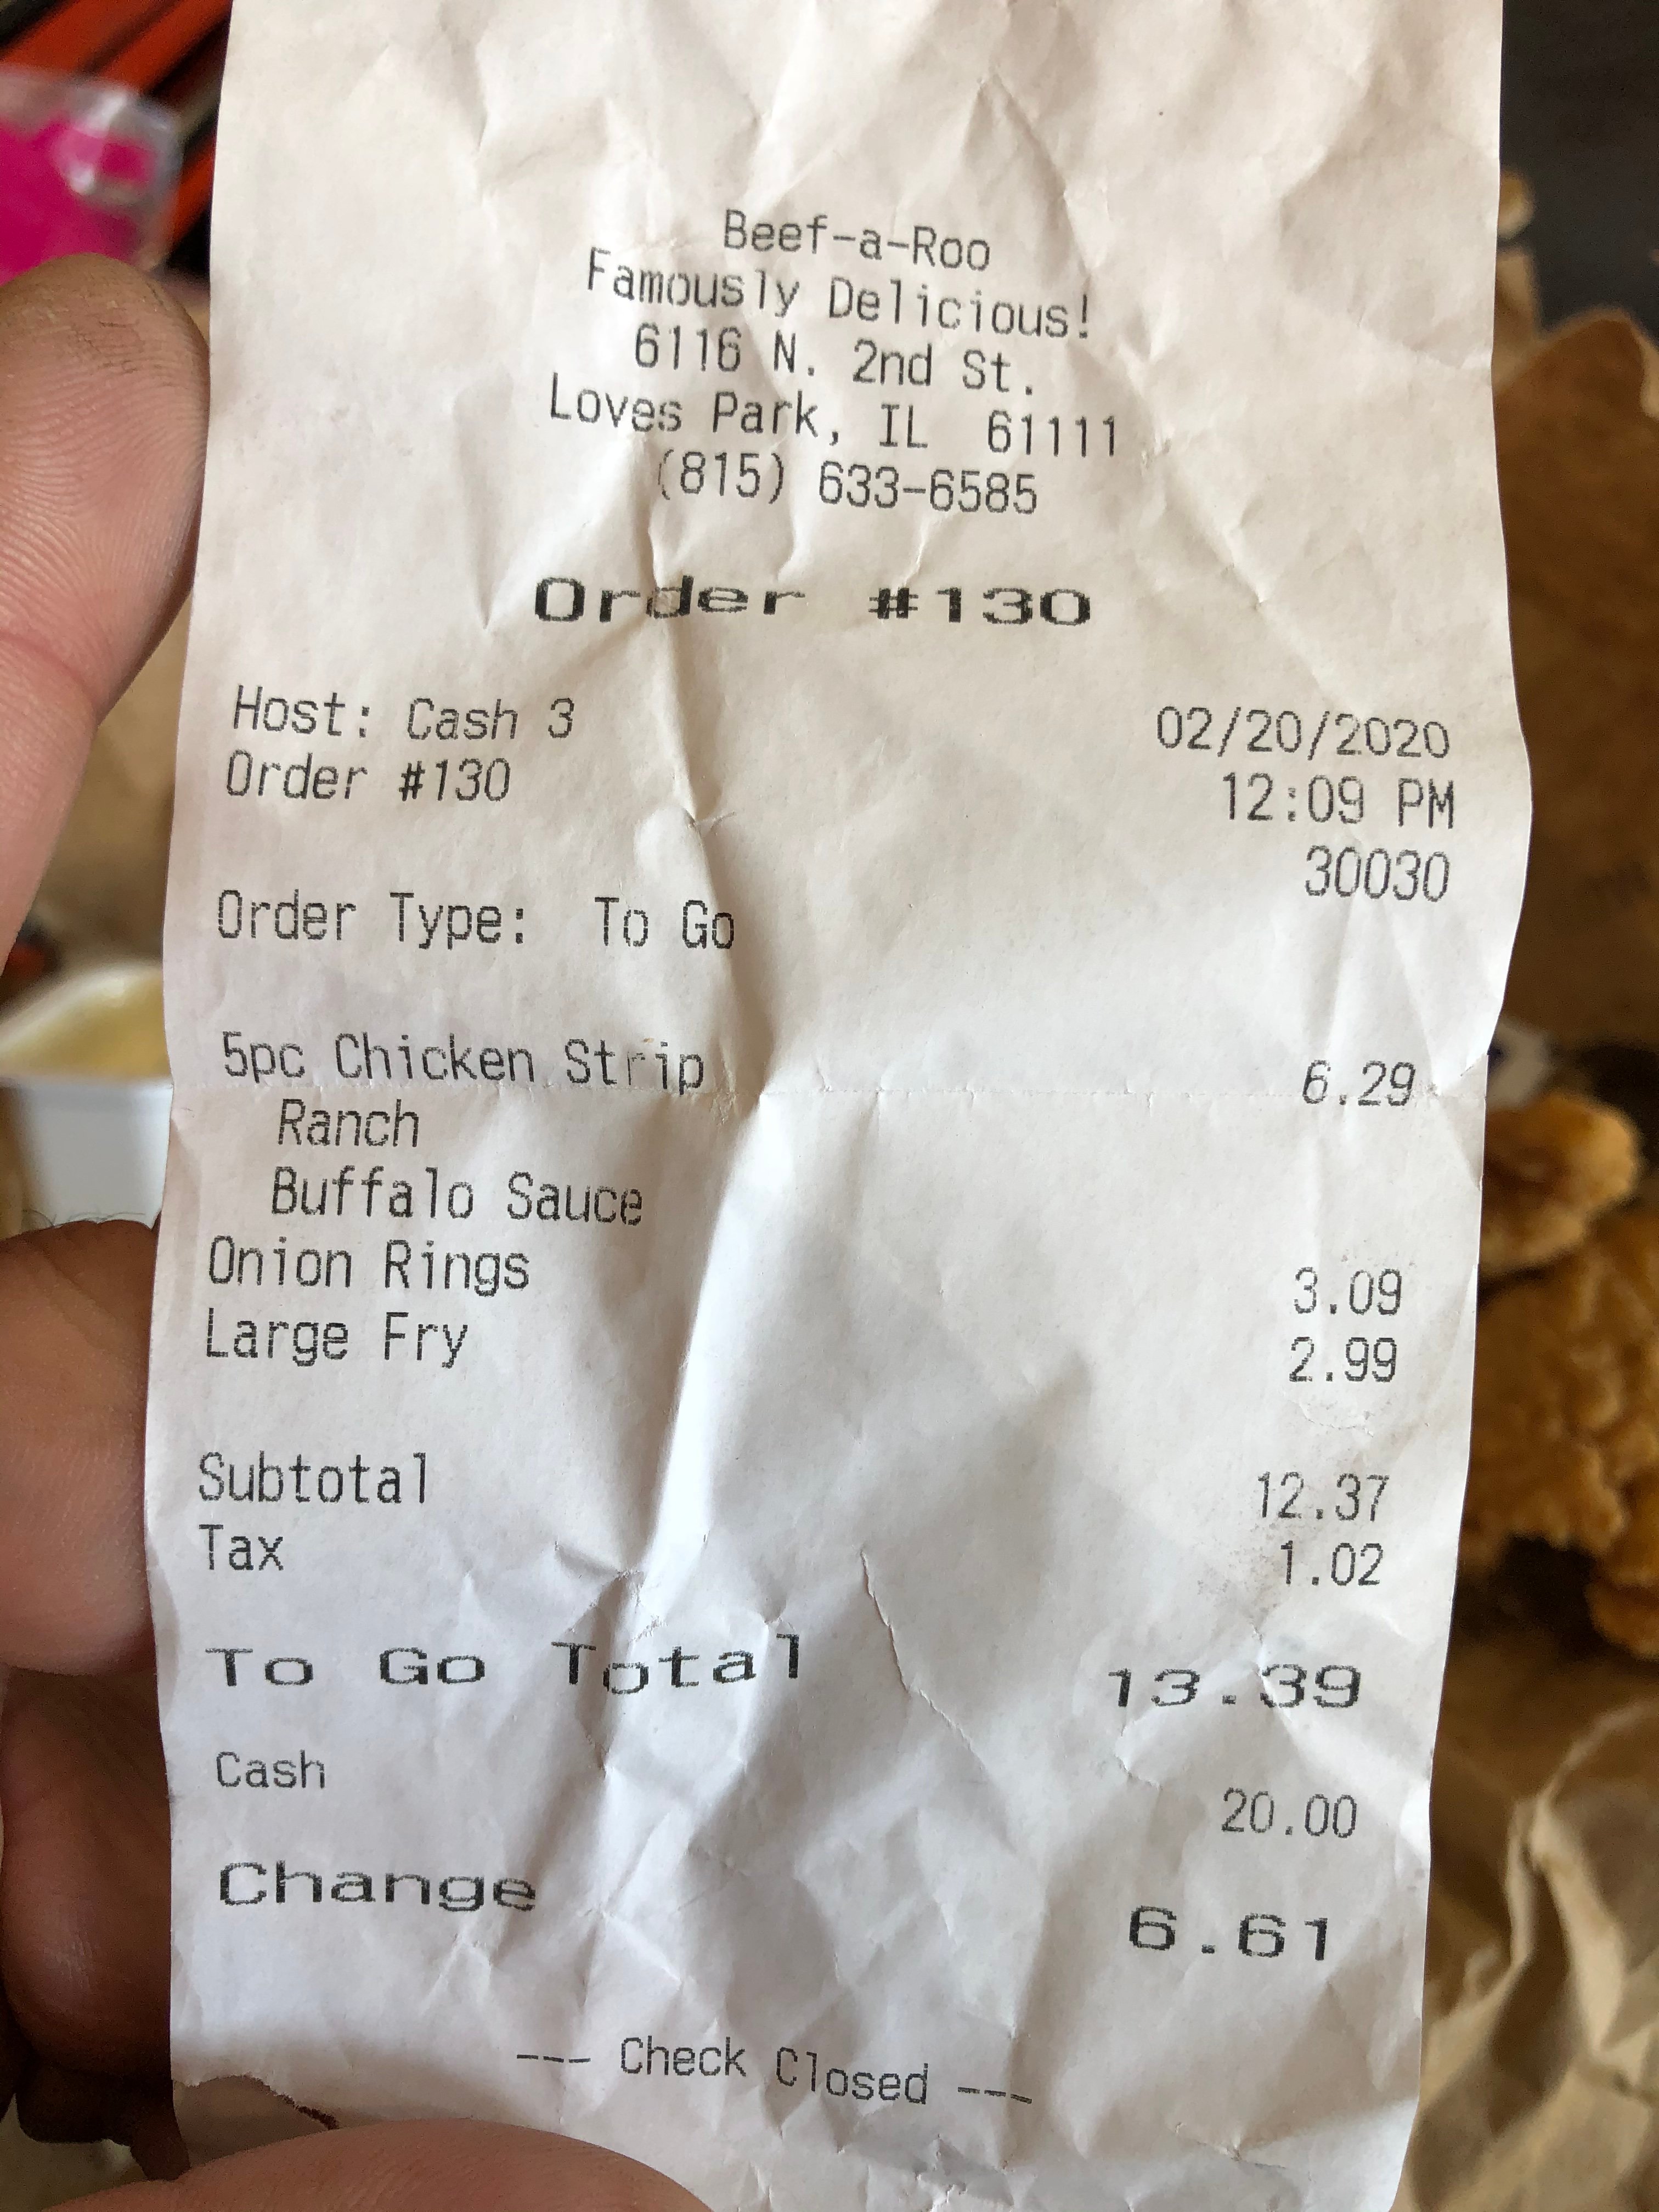 Beef-a-Roo
Famously Delicious!
6116 N. 2nd St.
Loves Park, IL  61111
(815) 633-6585
Order #130
Host: Cash 3 02/20/2020
Order #130 12:09 PM
30030
Order Type:  To Go
5pc Chicken Strip 6.29
Ranch
Buffalo Sauce
Onion Rings 3.09
Large Fry 2.99
Subtotal 12.37
Tax 1.02
To Go Total 13.39
Cash 20.00
Change 6.61
--- Check Closed ---